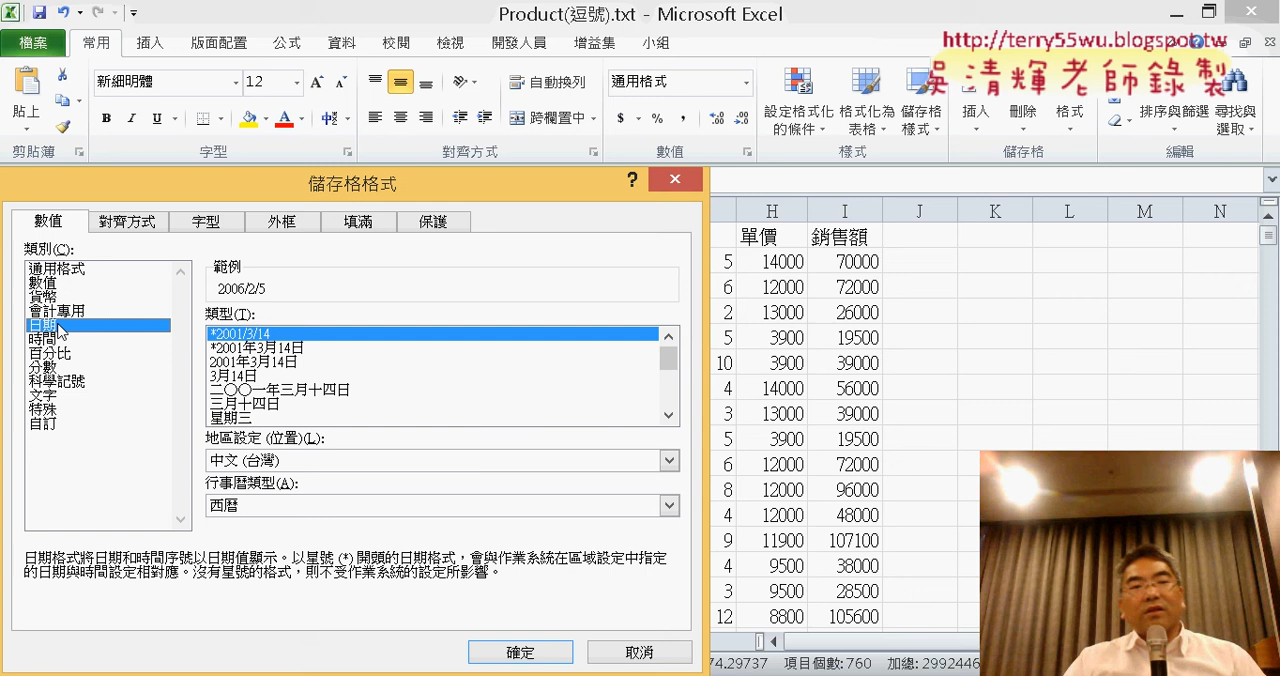 Product(逗號).txt - Microsoft Excel
http://terry55wu.blogspot.tw
吳清輝老師錄製
檔案 常用 插入 版面配置 公式 資料 校閱 檢視 開發人員 增益集 小組
新細明體 12 自動換列 通用格式
貼上 B I U A 跨欄置中 $ % ,
設定格式化的條件 格式化為表格 儲存格樣式 插入 刪除 格式 排序與篩選 尋找與選取
剪貼簿 字型 對齊方式 數值 樣式 儲存格 編輯
儲存格格式 ?
數值 對齊方式 字型 外框 填滿 保護
類別(C):
通用格式
數值
貨幣
會計專用
日期
時間
百分比
分數
科學記號
文字
特殊
自訂
範例
2006/2/5
類型(T):
*2001/3/14
*2001年3月14日
2001年3月14日
3月14日
二〇〇一年三月十四日
三月十四日
星期三
地區設定 (位置)(L):
中文 (台灣)
行事曆類型(A):
西曆
日期格式將日期和時間序號以日期值顯示。以星號 (*) 開頭的日期格式，會與作業系統在區域設定中指定
的日期與時間設定相對應。沒有星號的格式，則不受作業系統的設定所影響。
確定 取消
H I J K L M N
單價 銷售額
5 14000 70000
6 12000 72000
2 13000 26000
5 3900 19500
10 3900 39000
4 14000 56000
3 13000 39000
5 3900 19500
6 12000 72000
8 12000 96000
4 12000 48000
9 11900 107100
4 9500 38000
3 9500 28500
12 8800 105600
74.29737 項目個數: 760 加總: 2992446